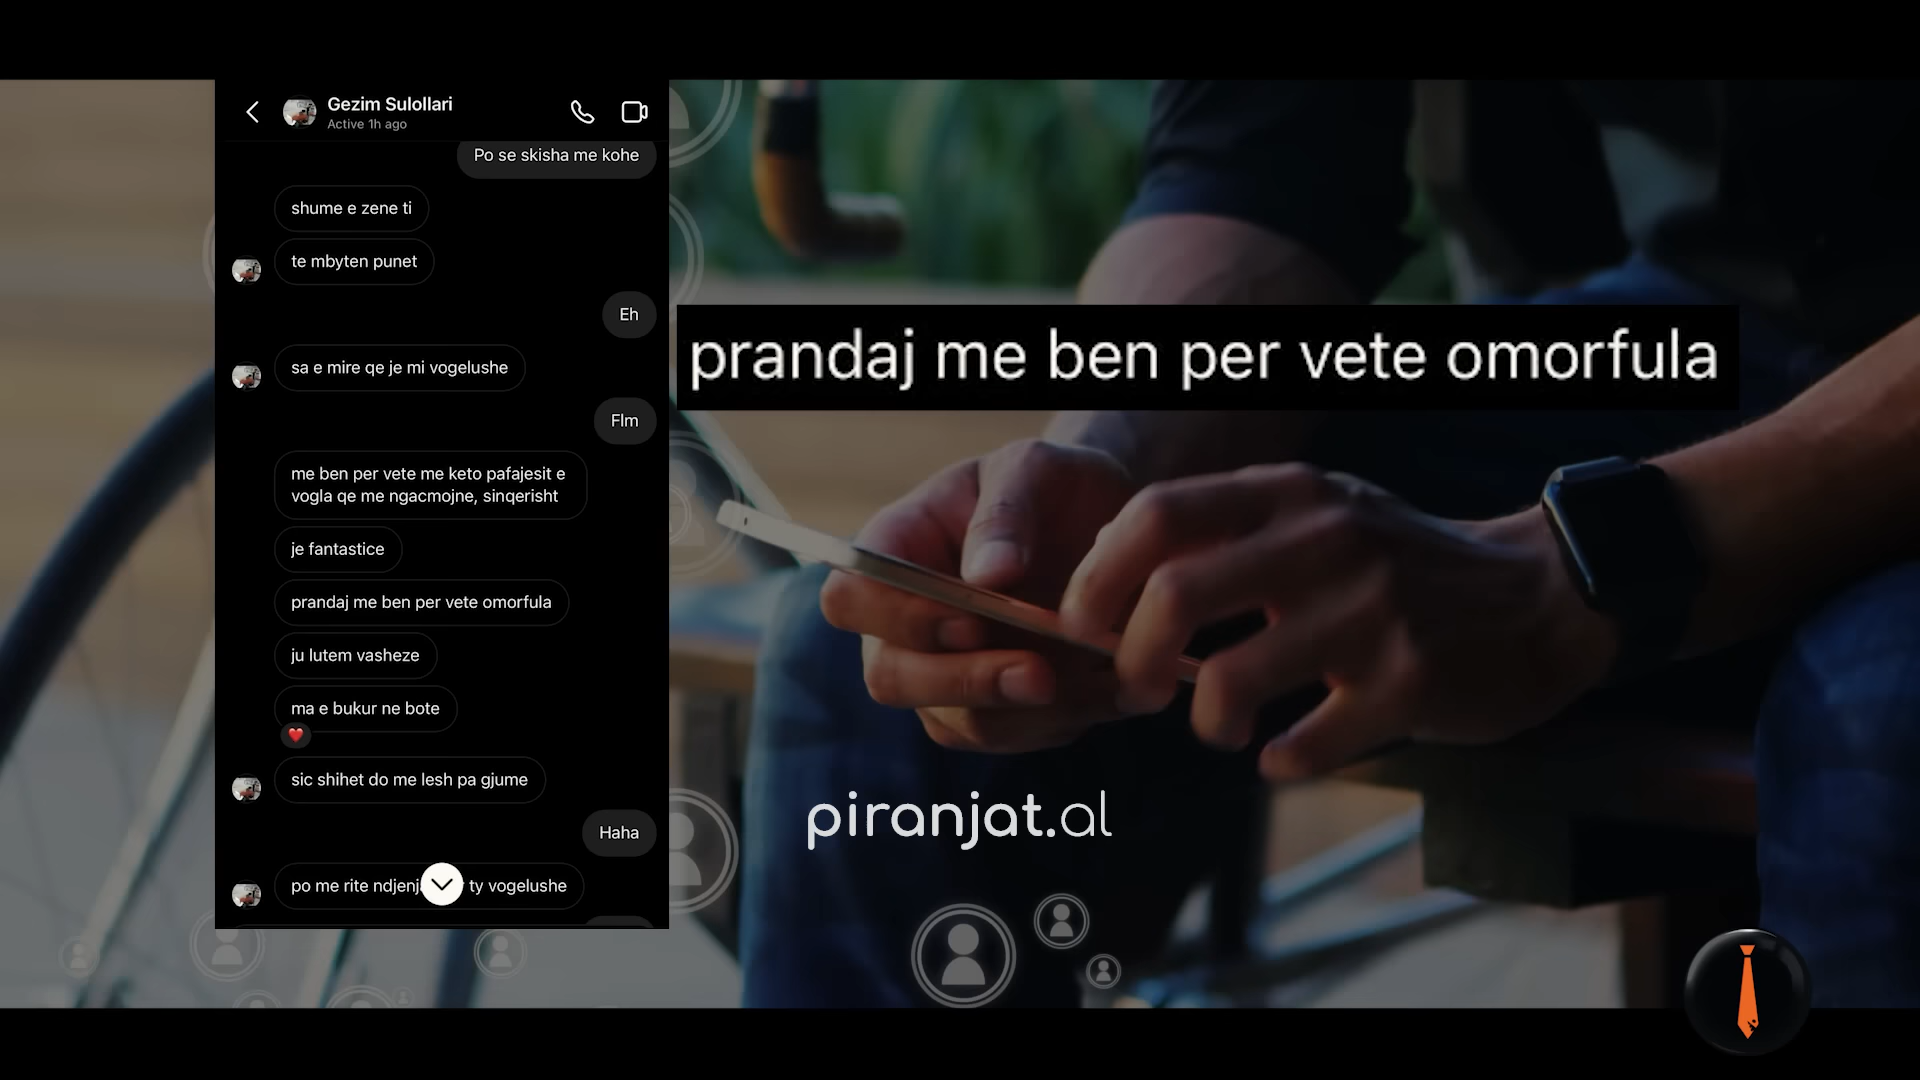 Gezim Sulollari
Active 1h ago
Po se skisha me kohe
shume e zene ti
te mbyten punet
Eh
sa e mire qe je mi vogelushe
Flm
me ben per vete me keto pafajesit e
vogla qe me ngacmojne, sinqerisht
je fantastice
prandaj me ben per vete omorfula
ju lutem vasheze
ma e bukur ne bote
sic shihet do me lesh pa gjume
Haha
po me rite ty vogelushe
prandaj me ben per vete omorfula
piranjat.al